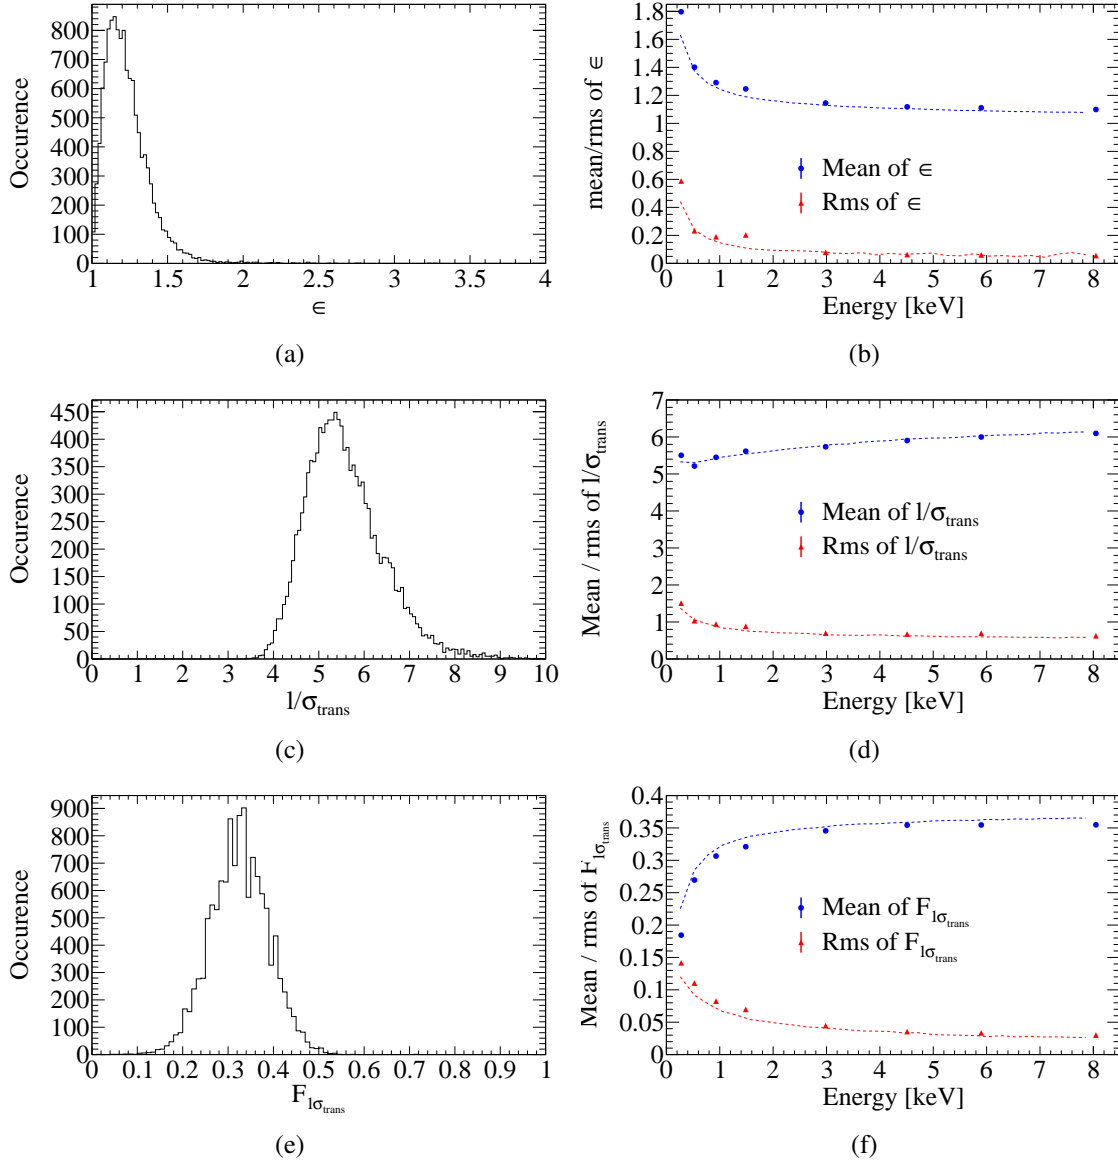 800
700
600
500
400
300
200
100
0
Occurence
1 1.5 2 2.5 3 3.5 4
∈
(a)
1.8
1.6
1.4
1.2
1
0.8
0.6
0.4
0.2
0
mean/rms of ∈
Mean of ∈
Rms of ∈
0 1 2 3 4 5 6 7 8
Energy [keV]
(b)
450
400
350
300
250
200
150
100
50
0
Occurence
0 1 2 3 4 5 6 7 8 9 10
l/σtrans
(c)
7
6
5
4
3
2
1
0
Mean / rms of l/σtrans
Mean of l/σtrans
Rms of l/σtrans
0 1 2 3 4 5 6 7 8
Energy [keV]
(d)
900
800
700
600
500
400
300
200
100
0
Occurence
0 0.1 0.2 0.3 0.4 0.5 0.6 0.7 0.8 0.9 1
Flσtrans
(e)
0.4
0.35
0.3
0.25
0.2
0.15
0.1
0.05
0
Mean / rms of Flσtrans
Mean of Flσtrans
Rms of Flσtrans
0 1 2 3 4 5 6 7 8
Energy [keV]
(f)